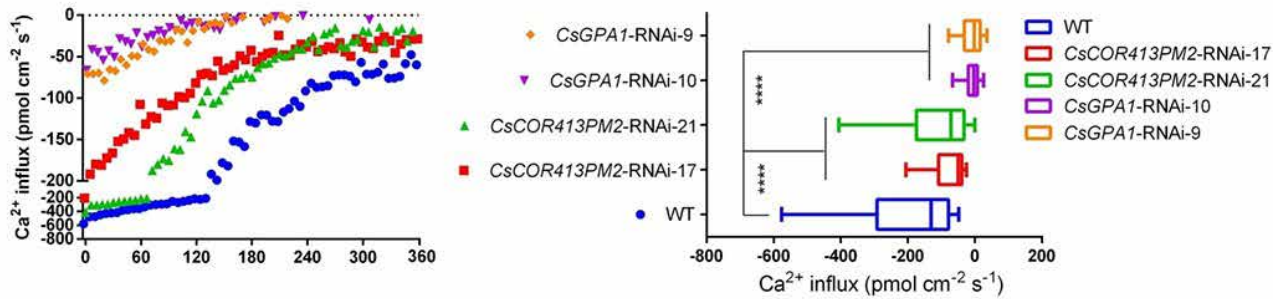 0
-50
-100
-150
-200
-200
-400
-600
-800
0 60 120 180 240 300 360
Ca²⁺ influx (pmol cm⁻² s⁻¹)
CsGPA1-RNAi-9
CsGPA1-RNAi-10
CsCOR413PM2-RNAi-21
CsCOR413PM2-RNAi-17
WT
****
****
-800 -600 -400 -200 0 200
Ca²⁺ influx (pmol cm⁻² s⁻¹)
WT
CsCOR413PM2-RNAi-17
CsCOR413PM2-RNAi-21
CsGPA1-RNAi-10
CsGPA1-RNAi-9